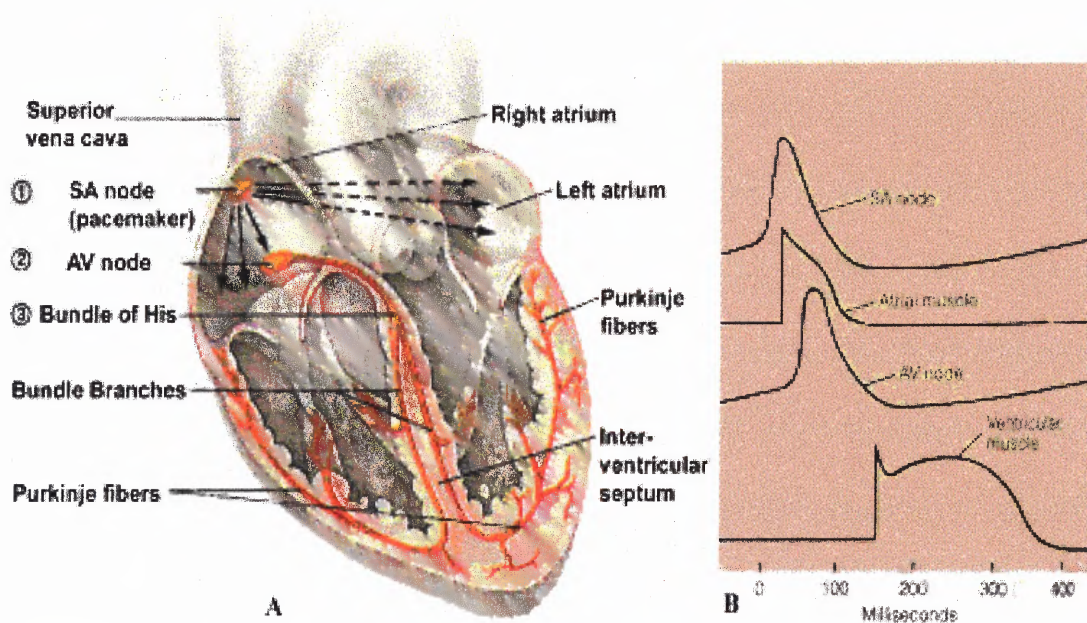 Superior
vena cava
① SA node
(pacemaker)
② AV node
③ Bundle of His
Bundle Branches
Purkinje fibers
Right atrium
Left atrium
Purkinje
fibers
Inter-
ventricular
septum
A
SA node
Atrial muscle
AV node
Ventricular
muscle
B
0 100 200 300 400
Milliseconds